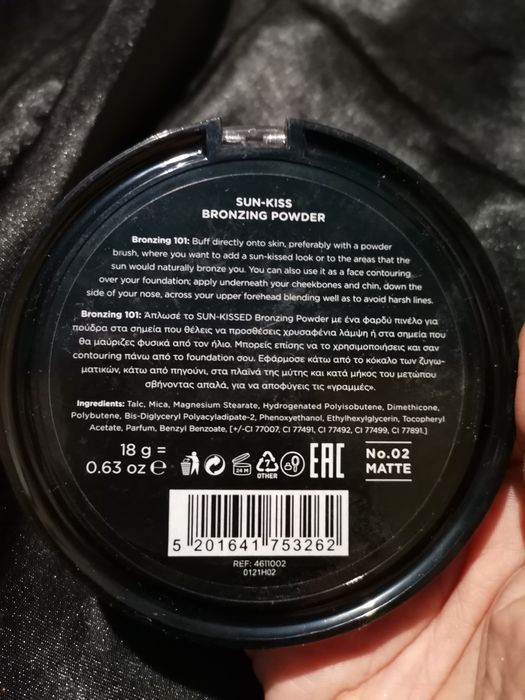 SUN-KISS
BRONZING POWDER
Bronzing 101: Buff directly onto skin, preferably with a powder
brush, where you want to add a sun-kissed look or to the areas that the
sun would naturally bronze you. You can also use it as a face contouring
over your foundation; apply underneath your cheekbones and chin, down the
side of your nose, across your upper forehead blending well as to avoid harsh lines.
Bronzing 101: Άπλωσέ το SUN-KISSED Bronzing Powder με ένα φαρδύ πινέλο για
πούδρα στα σημεία που θέλεις να προσθέσεις χρυσαφένια λάμψη ή στα σημεία που
θα μαύριζες φυσικά από τον ήλιο. Μπορείς επίσης να το χρησιμοποιήσεις και σαν
contouring πάνω από το foundation σου. Εφάρμοσε κάτω από το κόκαλο των ζυγω-
ματικών, κάτω από πηγούνι, στα πλαϊνά της μύτης και κατά μήκος του μετώπου
σβήνοντας απαλά, για να αποφύγεις τις «γραμμές».
Ingredients: Talc, Mica, Magnesium Stearate, Hydrogenated Polyisobutene, Dimethicone,
Polybutene, Bis-Diglyceryl Polyacyladipate-2, Phenoxyethanol, Ethylhexylglycerin, Tocopheryl
Acetate, Parfum, Benzyl Benzoate, [+/-CI 77007, CI 77491, CI 77492, CI 77499, CI 77891.]
18 g =
0.63 oz ℮
24 M
7
OTHER
EAC
No.02
MATTE
5 201641 753262
REF: 4611002
0121H02